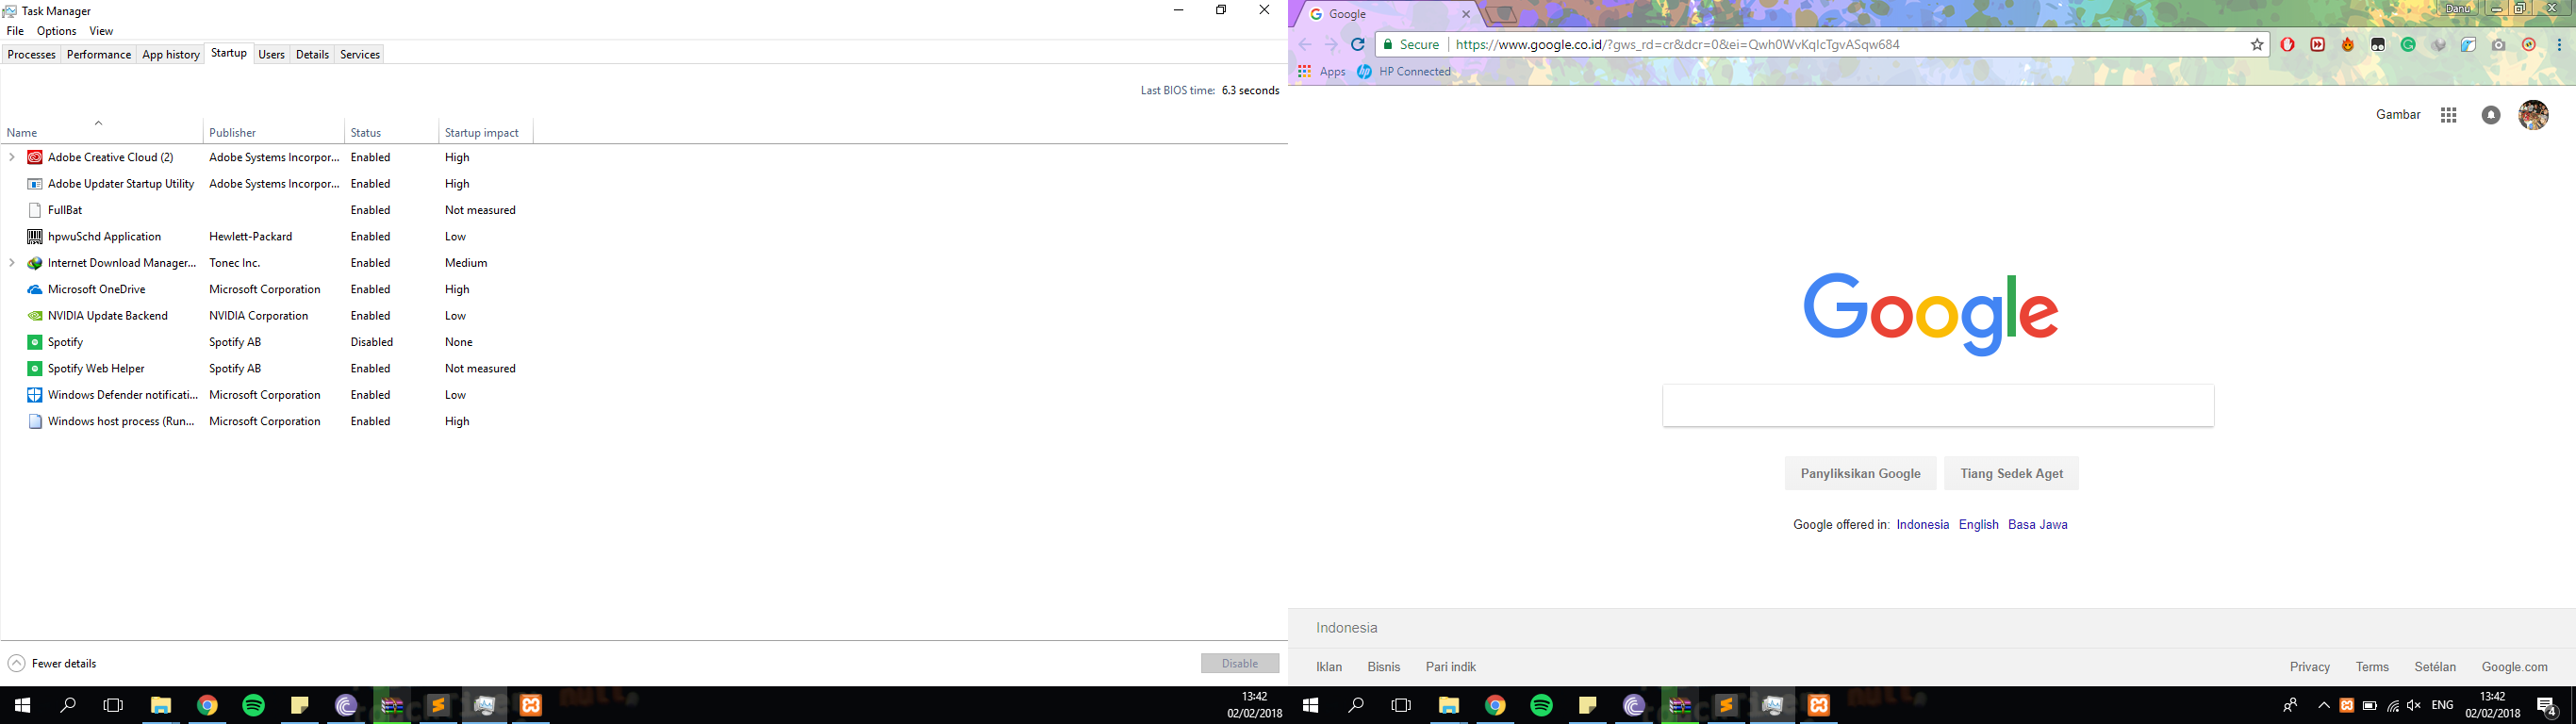 Task Manager
File Options View
Processes Performance App history Startup Users Details Services
Last BIOS time: 6.3 seconds
Name Publisher Status Startup impact
Adobe Creative Cloud (2) Adobe Systems Incorpor... Enabled High
Adobe Updater Startup Utility Adobe Systems Incorpor... Enabled High
FullBat Enabled Not measured
hpwuSchd Application Hewlett-Packard Enabled Low
Internet Download Manager... Tonec Inc. Enabled Medium
Microsoft OneDrive Microsoft Corporation Enabled High
NVIDIA Update Backend NVIDIA Corporation Enabled Low
Spotify Spotify AB Disabled None
Spotify Web Helper Spotify AB Enabled Not measured
Windows Defender notificati... Microsoft Corporation Enabled Low
Windows host process (Run... Microsoft Corporation Enabled High
Fewer details Disable
13:42
02/02/2018
Google
Danu
Secure https://www.google.co.id/?gws_rd=cr&dcr=0&ei=Qwh0WvKqIcTgvASqw684
Apps HP Connected
Gambar
Google
Panyliksikan Google Tiang Sedek Aget
Google offered in: Indonesia English Basa Jawa
Indonesia
Iklan Bisnis Pari indik Privacy Terms Setélan Google.com
ENG 13:42
02/02/2018
4